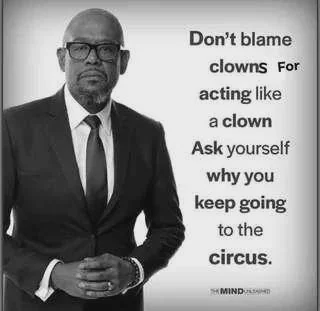 Don't blame
clowns For
acting like
a clown
Ask yourself
why you
keep going
to the
circus.
THE MIND UNLEASHED